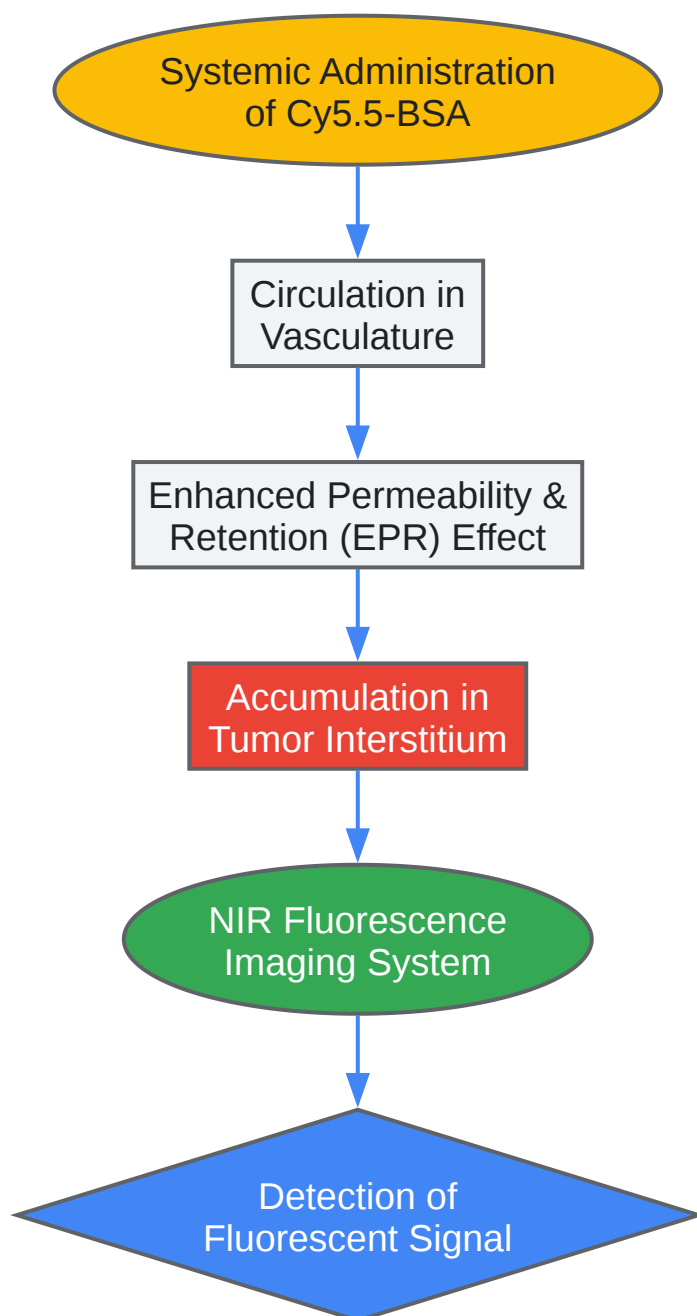 Systemic Administration
of Cy5.5-BSA
Circulation in
Vasculature
Enhanced Permeability &
Retention (EPR) Effect
Accumulation in
Tumor Interstitium
NIR Fluorescence
Imaging System
Detection of
Fluorescent Signal